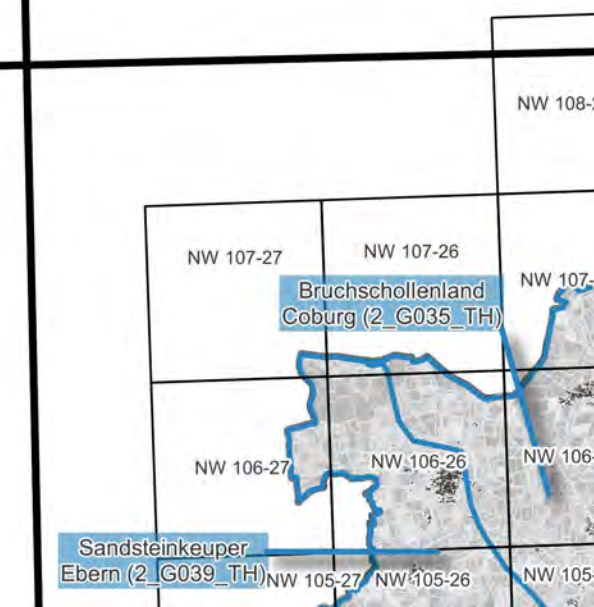 NW 108-
NW 107-27
NW 107-26
NW 107-
Bruchschollenland
Coburg (2_G035_TH)
NW 106-27
NW 106-26
NW 106-
Sandsteinkeuper
Ebern (2_G039_TH)
NW 105-27
NW 105-26
NW 105-